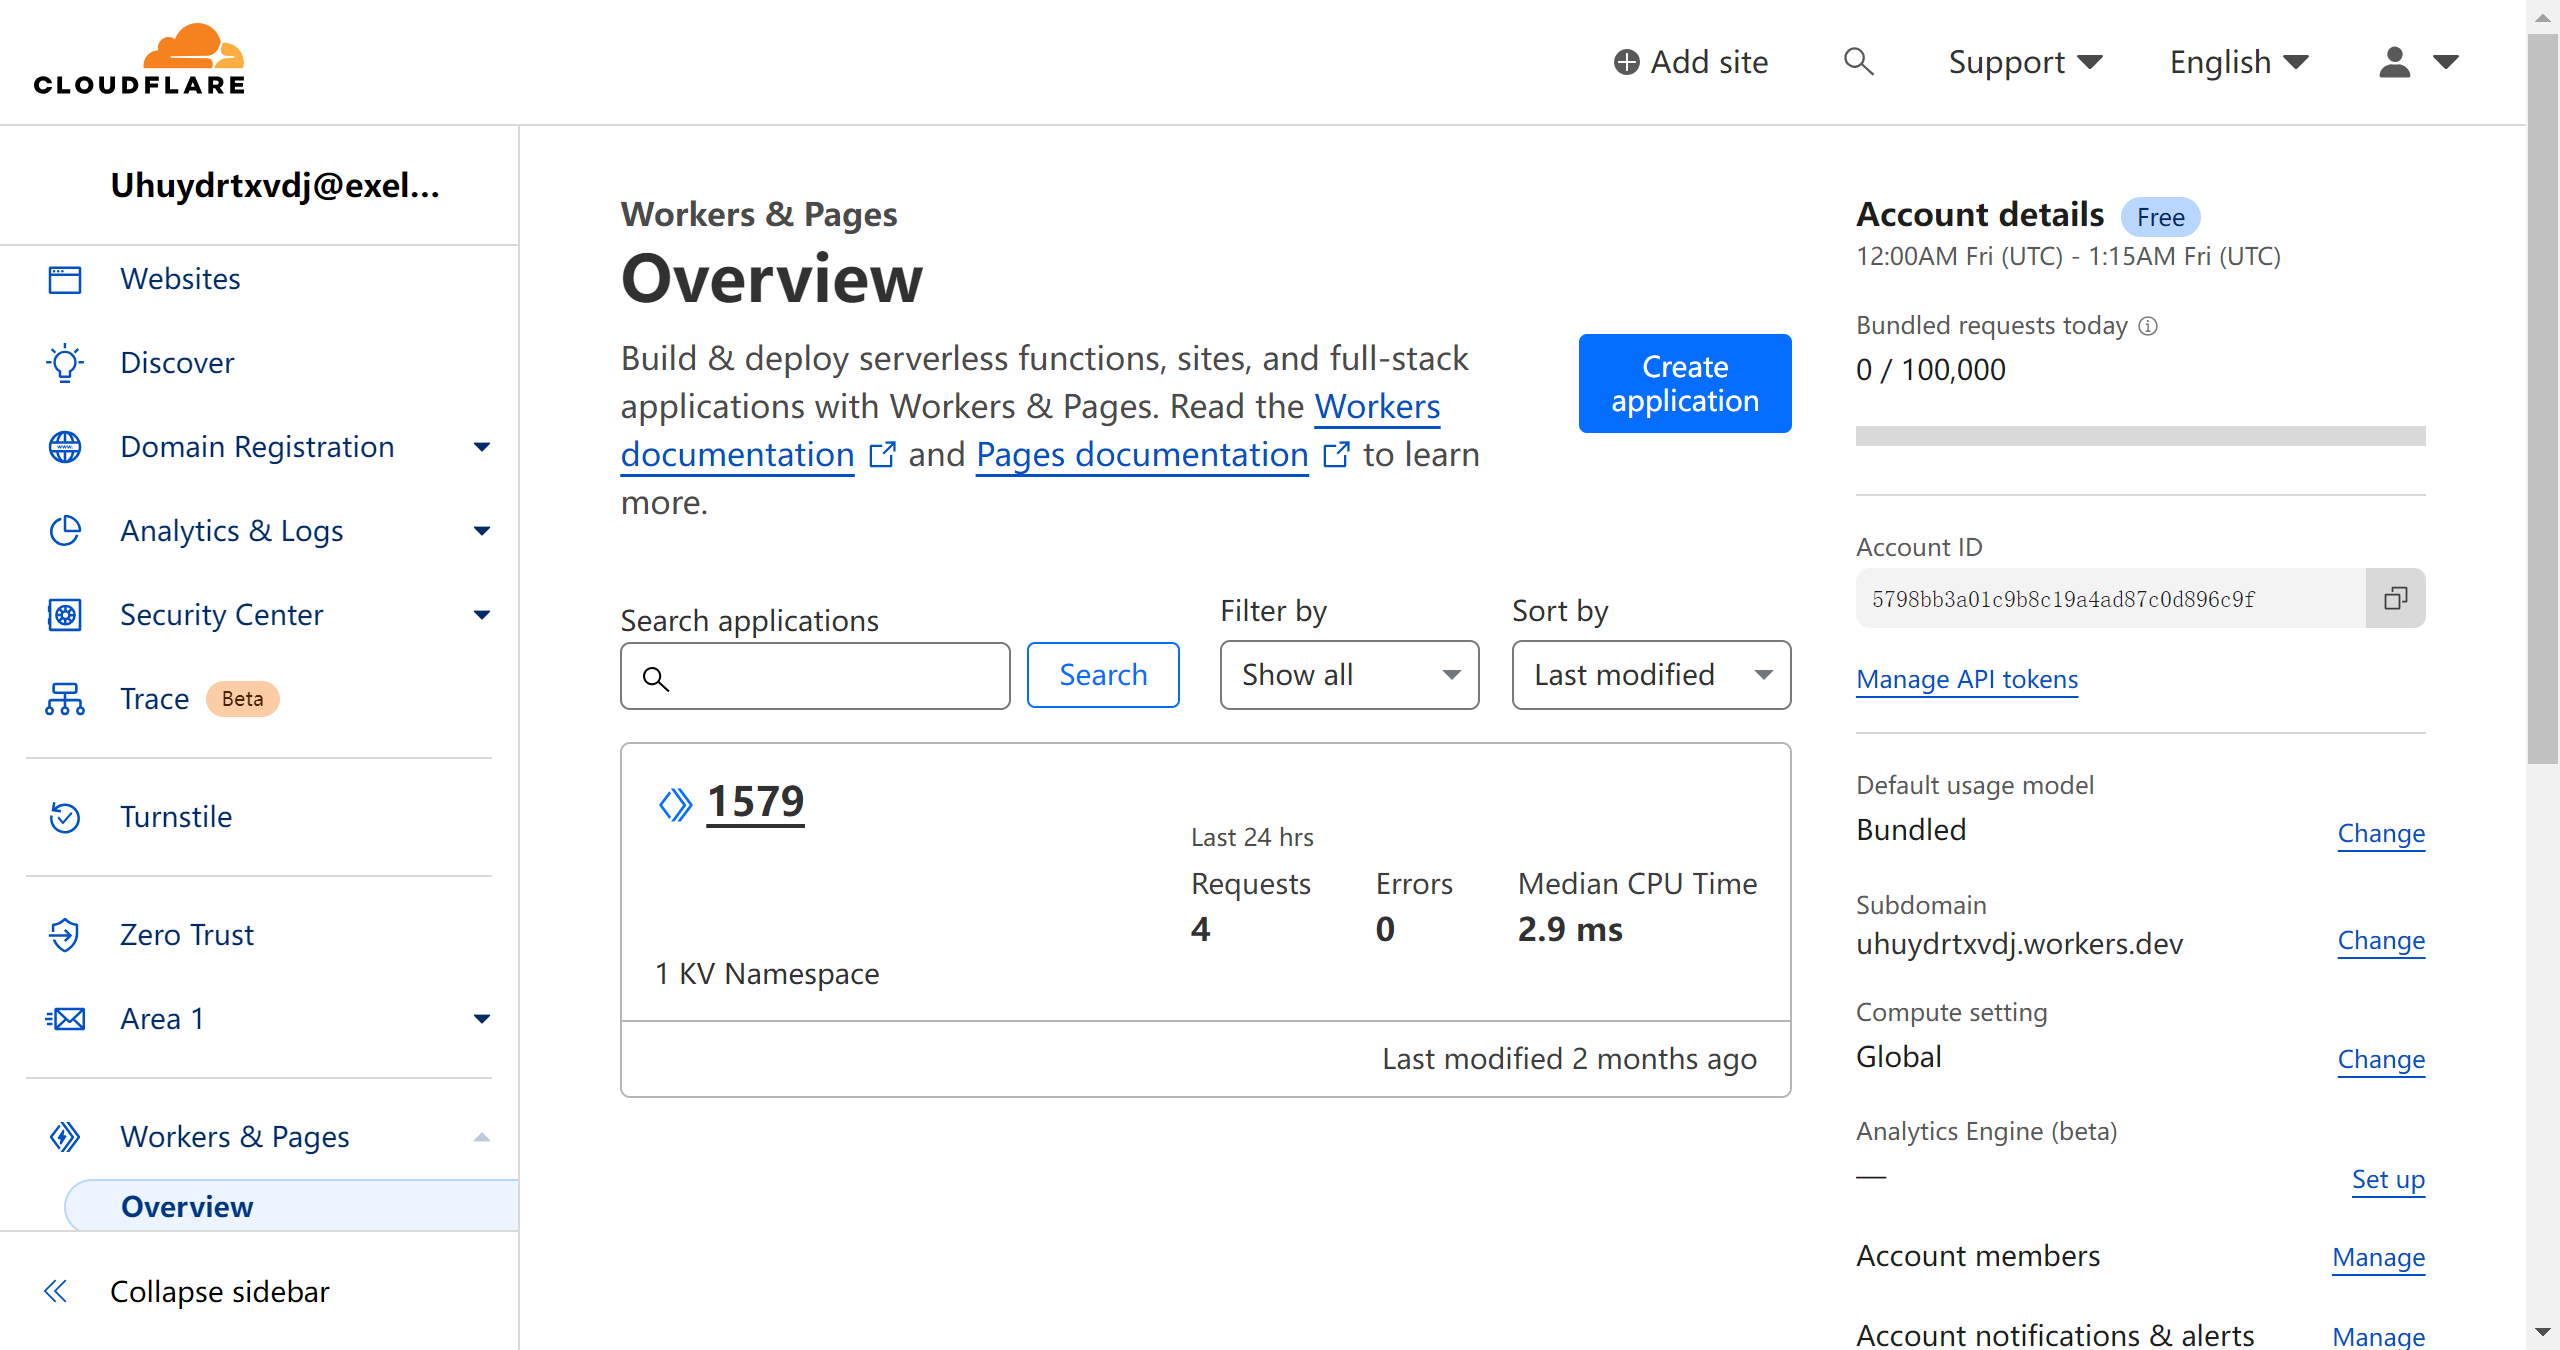 CLOUDFLARE
Add site
Support
English
Uhuydrtxvdj@exel...
Websites
Discover
Domain Registration
Analytics & Logs
Security Center
Trace Beta
Turnstile
Zero Trust
Area 1
Workers & Pages
Overview
Collapse sidebar
Workers & Pages
Overview
Build & deploy serverless functions, sites, and full-stack
applications with Workers & Pages. Read the Workers
documentation and Pages documentation to learn
more.
Create
application
Search applications
Search
Filter by
Show all
Sort by
Last modified
1579
Last 24 hrs
Requests Errors Median CPU Time
4 0 2.9 ms
1 KV Namespace
Last modified 2 months ago
Account details Free
12:00AM Fri (UTC) - 1:15AM Fri (UTC)
Bundled requests today
0 / 100,000
Account ID
5798bb3a01c9b8c19a4ad87c0d896c9f
Manage API tokens
Default usage model
Bundled Change
Subdomain
uhuydrtxvdj.workers.dev Change
Compute setting
Global Change
Analytics Engine (beta)
— Set up
Account members Manage
Account notifications & alerts Manage